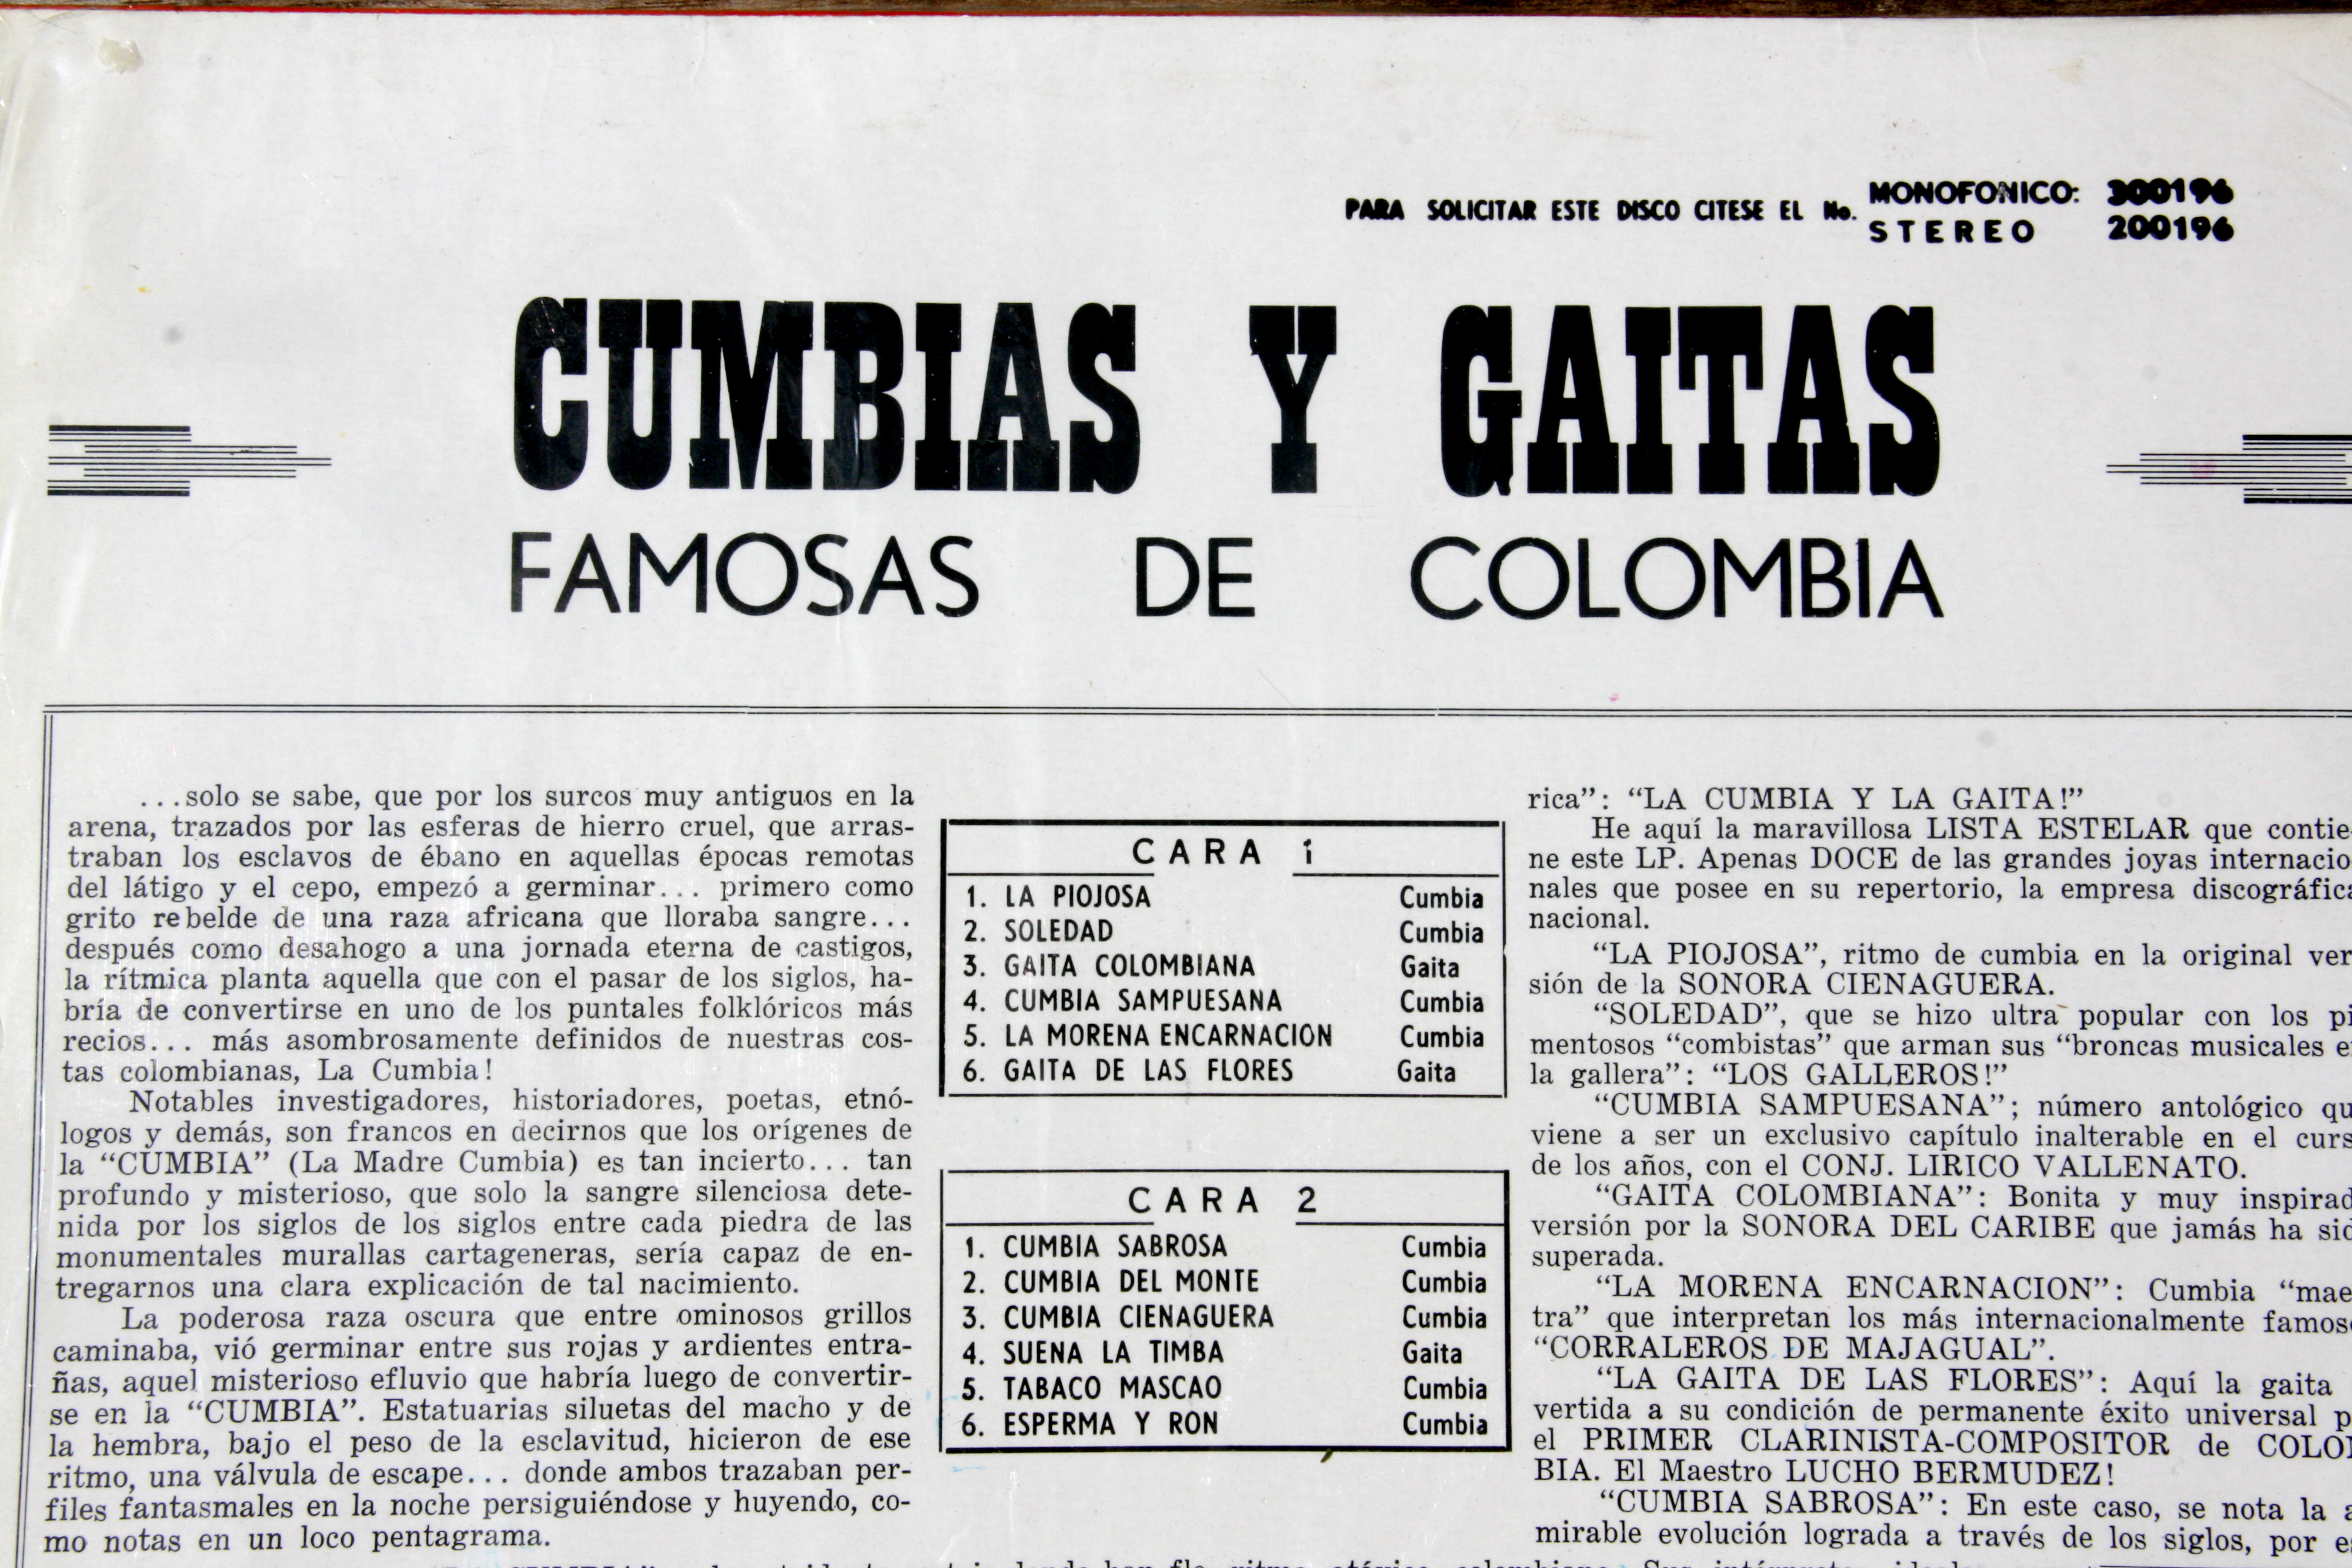 PARA SOLICITAR ESTE DISCO CITESE EL No. MONOFONICO: 300196
STEREO 200196
CUMBIAS Y GAITAS
FAMOSAS DE COLOMBIA
...solo se sabe, que por los surcos muy antiguos en la
arena, trazados por las esferas de hierro cruel, que arras-
traban los esclavos de ébano en aquellas épocas remotas
del látigo y el cepo, empezó a germinar... primero como
grito rebelde de una raza africana que lloraba sangre...
después como desahogo a una jornada eterna de castigos,
la rítmica planta aquella que con el pasar de los siglos, ha-
bría de convertirse en uno de los puntales folklóricos más
recios... más asombrosamente definidos de nuestras cos-
tas colombianas, La Cumbia!
Notables investigadores, historiadores, poetas, etnó-
logos y demás, son francos en decirnos que los orígenes de
la "CUMBIA" (La Madre Cumbia) es tan incierto... tan
profundo y misterioso, que solo la sangre silenciosa dete-
nida por los siglos de los siglos entre cada piedra de las
monumentales murallas cartageneras, sería capaz de en-
tregarnos una clara explicación de tal nacimiento.
La poderosa raza oscura que entre ominosos grillos
caminaba, vió germinar entre sus rojas y ardientes entra-
ñas, aquel misterioso efluvio que habría luego de convertir-
se en la "CUMBIA". Estatuarias siluetas del macho y de
la hembra, bajo el peso de la esclavitud, hicieron de ese
ritmo, una válvula de escape... donde ambos trazaban per-
files fantasmales en la noche persiguiéndose y huyendo, co-
mo notas en un loco pentagrama.
CARA 1
1. LA PIOJOSA Cumbia
2. SOLEDAD Cumbia
3. GAITA COLOMBIANA Gaita
4. CUMBIA SAMPUESANA Cumbia
5. LA MORENA ENCARNACION Cumbia
6. GAITA DE LAS FLORES Gaita
CARA 2
1. CUMBIA SABROSA Cumbia
2. CUMBIA DEL MONTE Cumbia
3. CUMBIA CIENAGUERA Cumbia
4. SUENA LA TIMBA Gaita
5. TABACO MASCAO Cumbia
6. ESPERMA Y RON Cumbia
rica": "LA CUMBIA Y LA GAITA!"
He aquí la maravillosa LISTA ESTELAR que contie-
ne este LP. Apenas DOCE de las grandes joyas internacio-
nales que posee en su repertorio, la empresa discográfica
nacional.
"LA PIOJOSA", ritmo de cumbia en la original ver-
sión de la SONORA CIENAGUERA.
"SOLEDAD", que se hizo ultra popular con los pi
mentosos "combistas" que arman sus "broncas musicales e
la gallera": "LOS GALLEROS!"
"CUMBIA SAMPUESANA"; número antológico qu
viene a ser un exclusivo capítulo inalterable en el curs
de los años, con el CONJ. LIRICO VALLENATO.
"GAITA COLOMBIANA": Bonita y muy inspirad
versión por la SONORA DEL CARIBE que jamás ha sid
superada.
"LA MORENA ENCARNACION": Cumbia "mae
tra" que interpretan los más internacionalmente famos
"CORRALEROS DE MAJAGUAL".
"LA GAITA DE LAS FLORES": Aquí la gaita
vertida a su condición de permanente éxito universal p
el PRIMER CLARINISTA-COMPOSITOR de COLOM
BIA. El Maestro LUCHO BERMUDEZ!
"CUMBIA SABROSA": En este caso, se nota la a
mirable evolución lograda a través de los siglos, por e